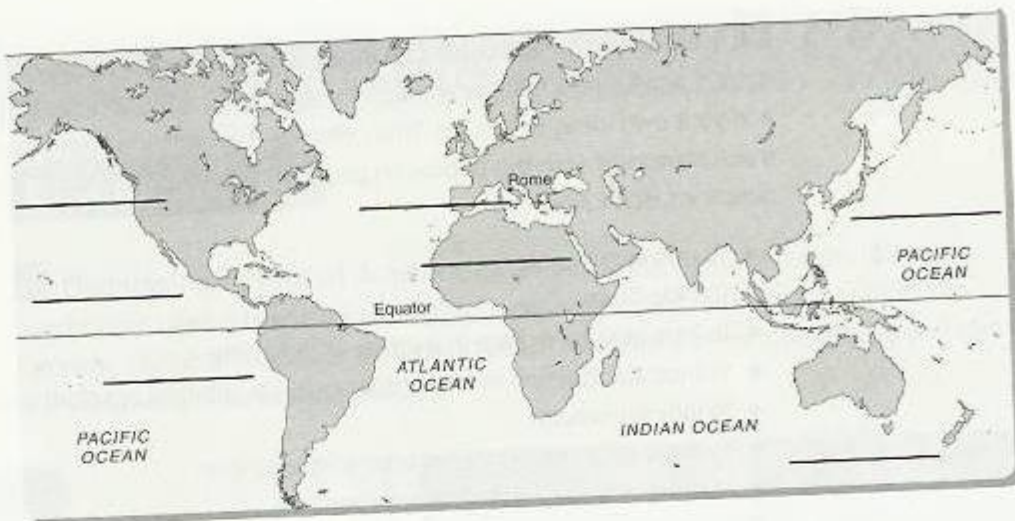 Rome
PACIFIC
OCEAN
Equator
ATLANTIC
OCEAN
PACIFIC
OCEAN
INDIAN OCEAN